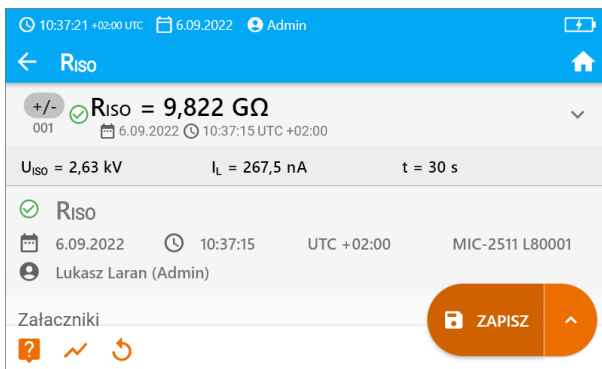 10:37:21 +02:00 UTC 6.09.2022 Admin
RISO
+/- RISO = 9,822 GΩ
001 6.09.2022 10:37:15 UTC +02:00
UISO = 2,63 kV IL = 267,5 nA t = 30 s
RISO
6.09.2022 10:37:15 UTC +02:00 MIC-2511 L80001
Lukasz Laran (Admin)
Załaczniki
ZAPISZ
?